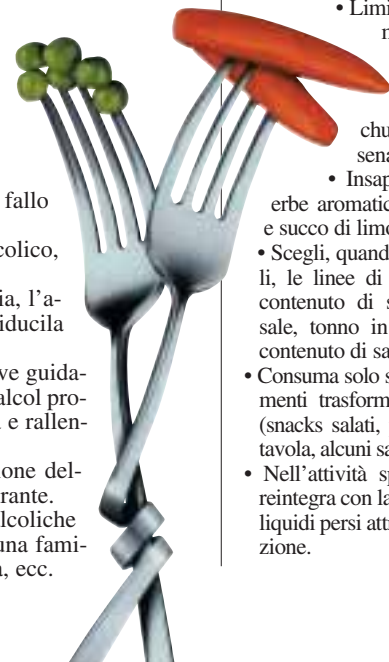 fallo
colico,
ia, l'a-
iducila
ve guida-
alcol pro-
e rallen-
ione del-
rante.
lcoliche
una fami-
, ecc.
• Limi
chu
sena
• Insap
erbe aromatic
e succo di limo
• Scegli, quand
li, le linee di
contenuto di s
sale, tonno in
contenuto di sa
• Consuma solo s
menti trasform
(snacks salati,
tavola, alcuni sa
• Nell'attività sp
reintegra con la
liquidi persi att
zione.